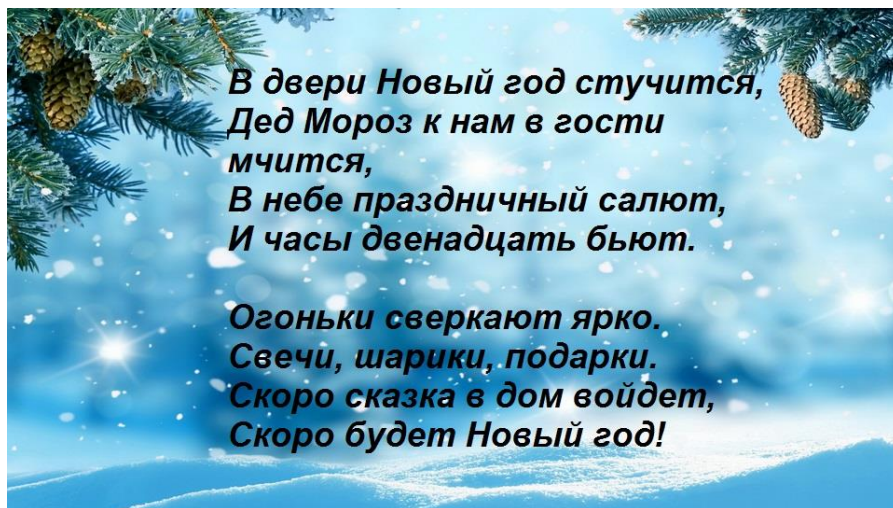 В двери Новый год стучится,
Дед Мороз к нам в гости
мчится,
В небе праздничный салют,
И часы двенадцать бьют.
Огоньки сверкают ярко.
Свечи, шарики, подарки.
Скоро сказка в дом войдет,
Скоро будет Новый год!